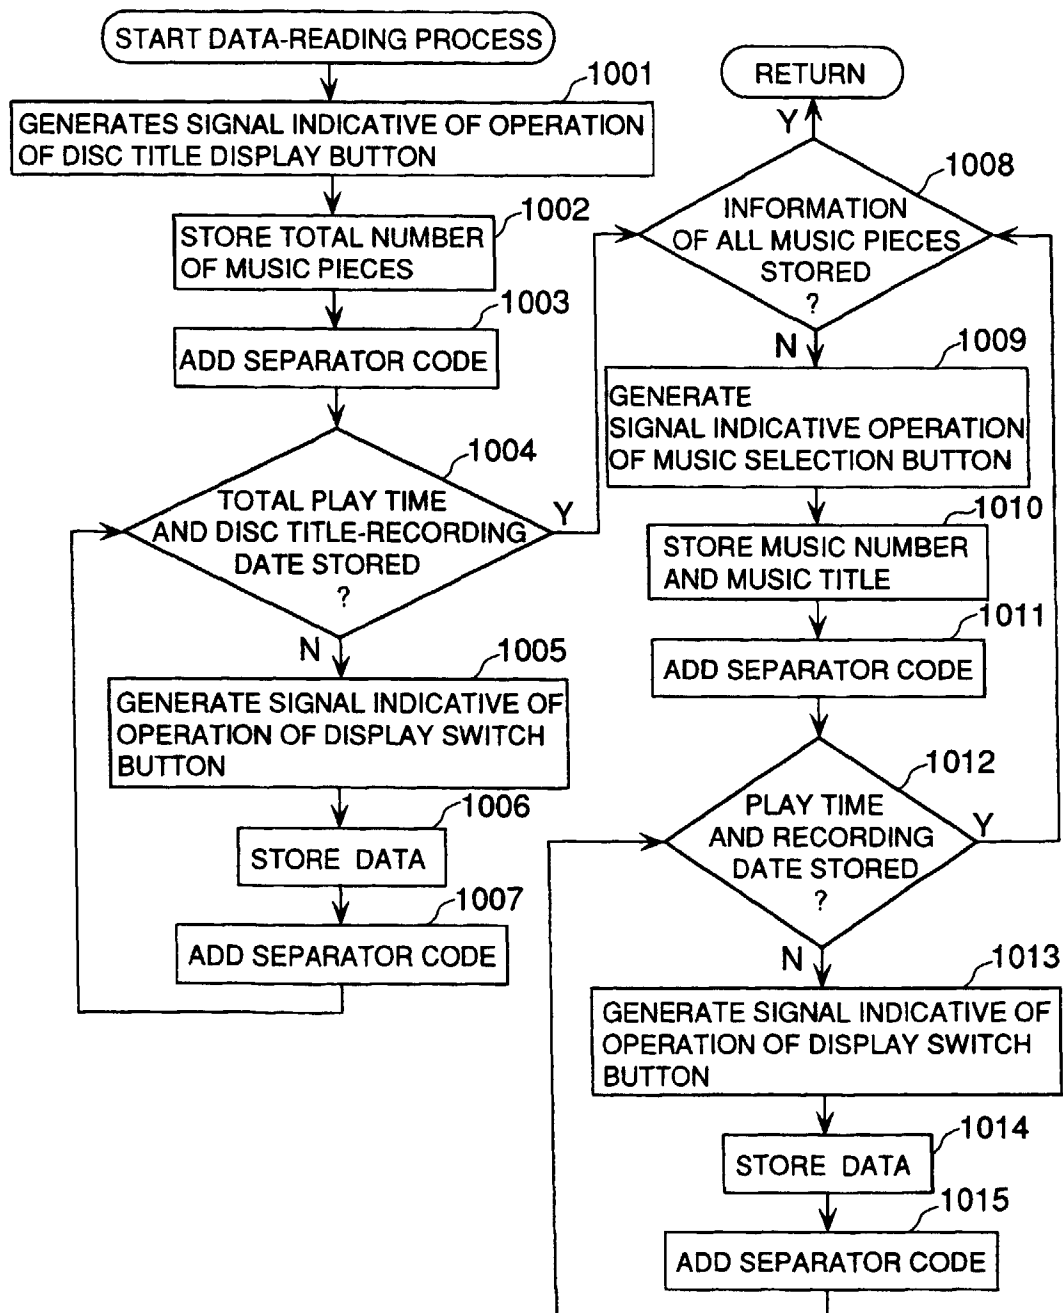 START DATA-READING PROCESS
1001
GENERATES SIGNAL INDICATIVE OF OPERATION
OF DISC TITLE DISPLAY BUTTON
1002
STORE TOTAL NUMBER
OF MUSIC PIECES
1003
ADD SEPARATOR CODE
1004
TOTAL PLAY TIME
AND DISC TITLE-RECORDING
DATE STORED
?
Y
N
1005
GENERATE SIGNAL INDICATIVE OF
OPERATION OF DISPLAY SWITCH
BUTTON
1006
STORE DATA
1007
ADD SEPARATOR CODE
RETURN
Y
1008
INFORMATION
OF ALL MUSIC PIECES
STORED
?
N
1009
GENERATE
SIGNAL INDICATIVE OPERATION
OF MUSIC SELECTION BUTTON
1010
STORE MUSIC NUMBER
AND MUSIC TITLE
1011
ADD SEPARATOR CODE
1012
PLAY TIME
AND RECORDING
DATE STORED
?
Y
N
1013
GENERATE SIGNAL INDICATIVE OF
OPERATION OF DISPLAY SWITCH
BUTTON
1014
STORE DATA
1015
ADD SEPARATOR CODE